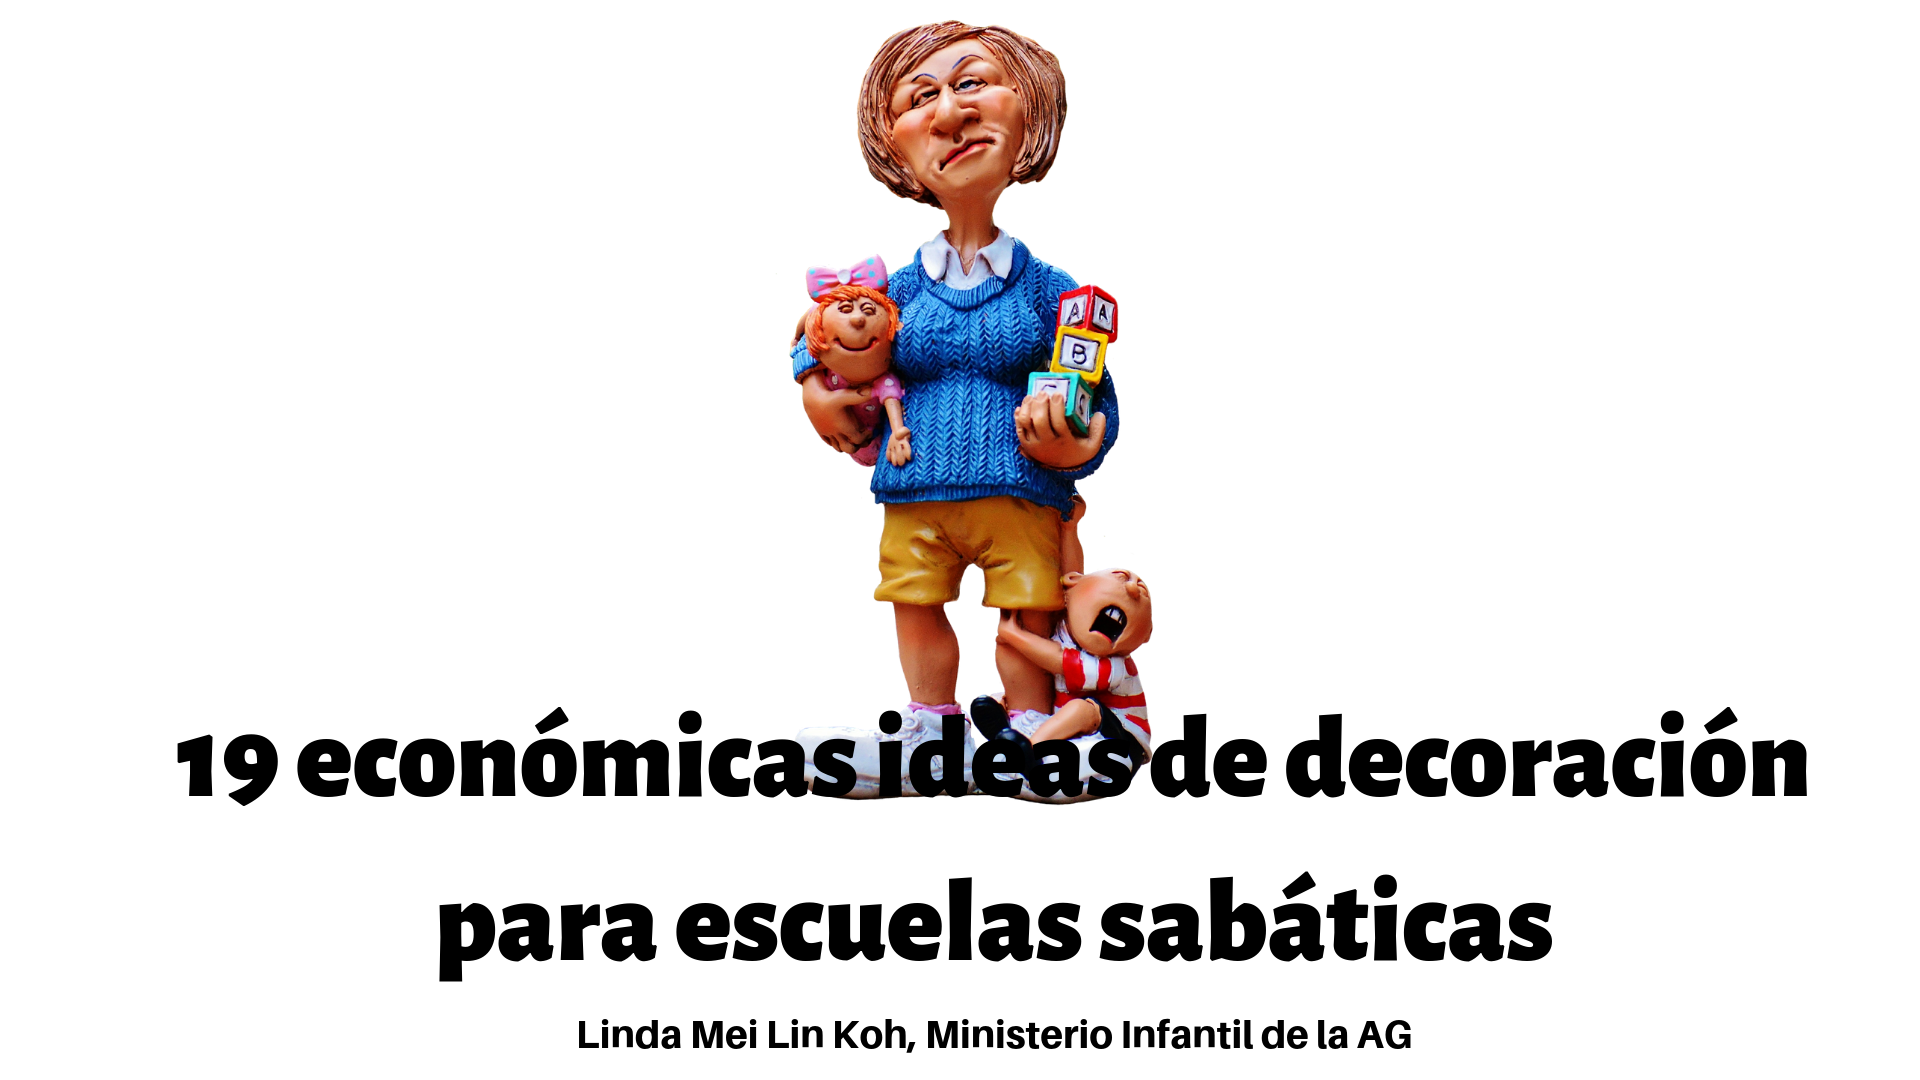 A A
B
19 económicas ideas de decoración
para escuelas sabáticas
Linda Mei Lin Koh, Ministerio Infantil de la AG